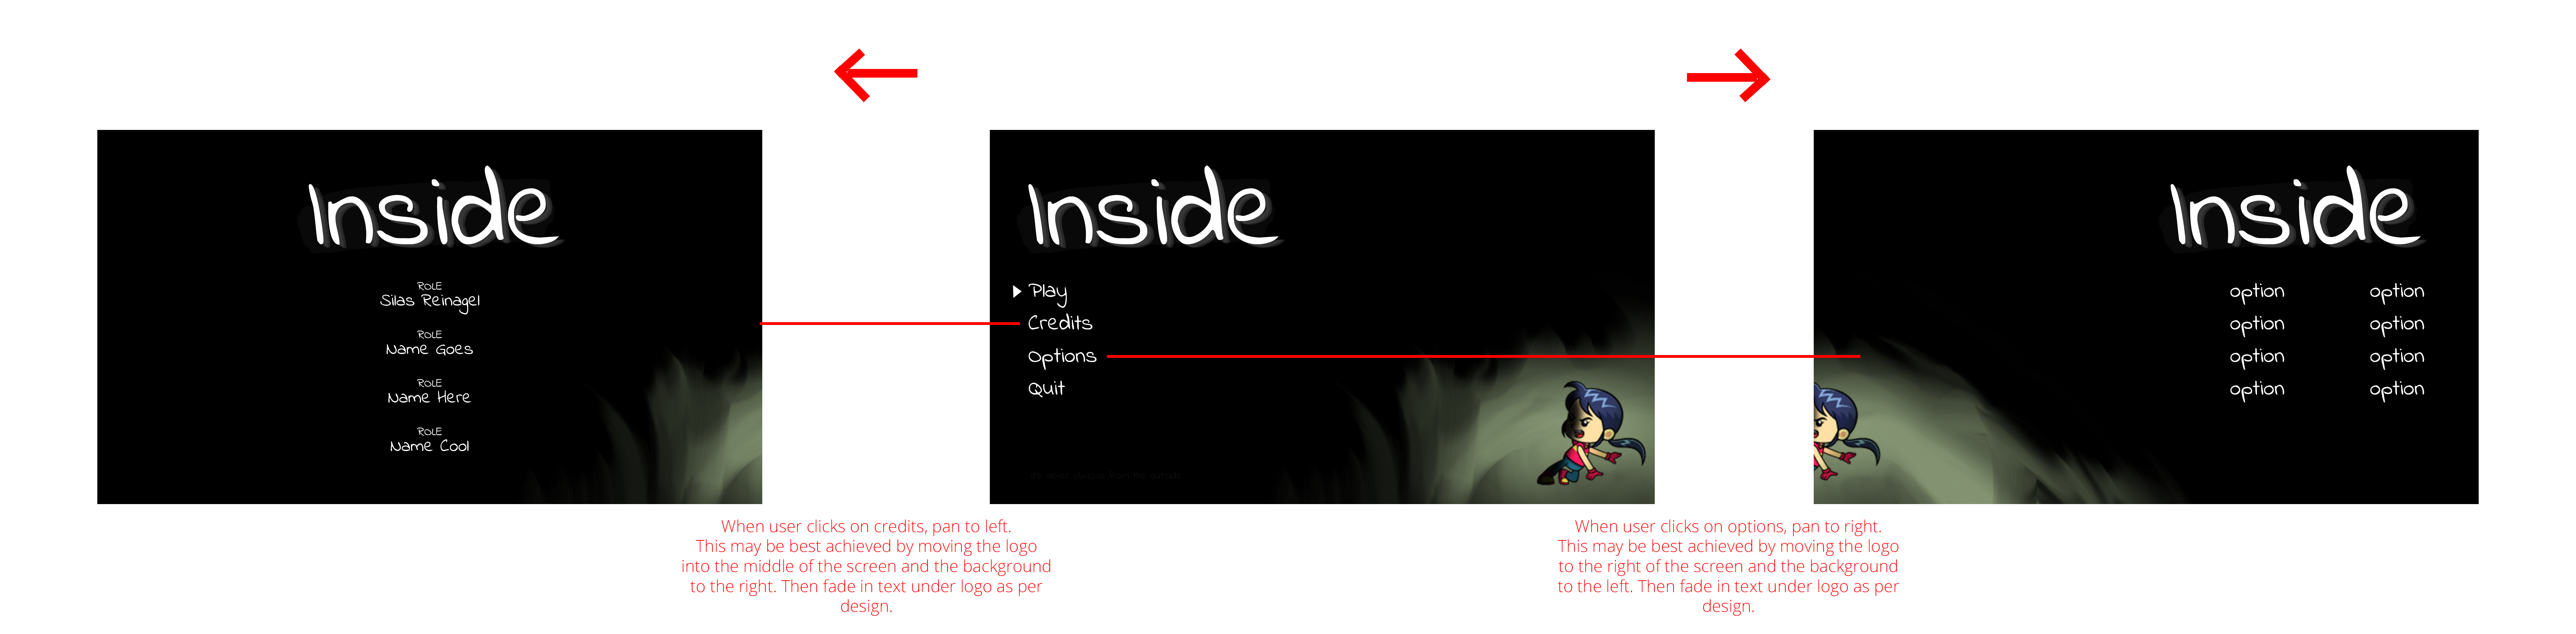 Inside
ROLE
Silas Reinagel
ROLE
Name Goes
ROLE
Name Here
ROLE
Name Cool
Inside
Play
Credits
Options
Quit
Inside
option option
option option
option option
option option
When user clicks on credits, pan to left.
This may be best achieved by moving the logo
into the middle of the screen and the background
to the right. Then fade in text under logo as per
design.
When user clicks on options, pan to right.
This may be best achieved by moving the logo
to the right of the screen and the background
to the left. Then fade in text under logo as per
design.